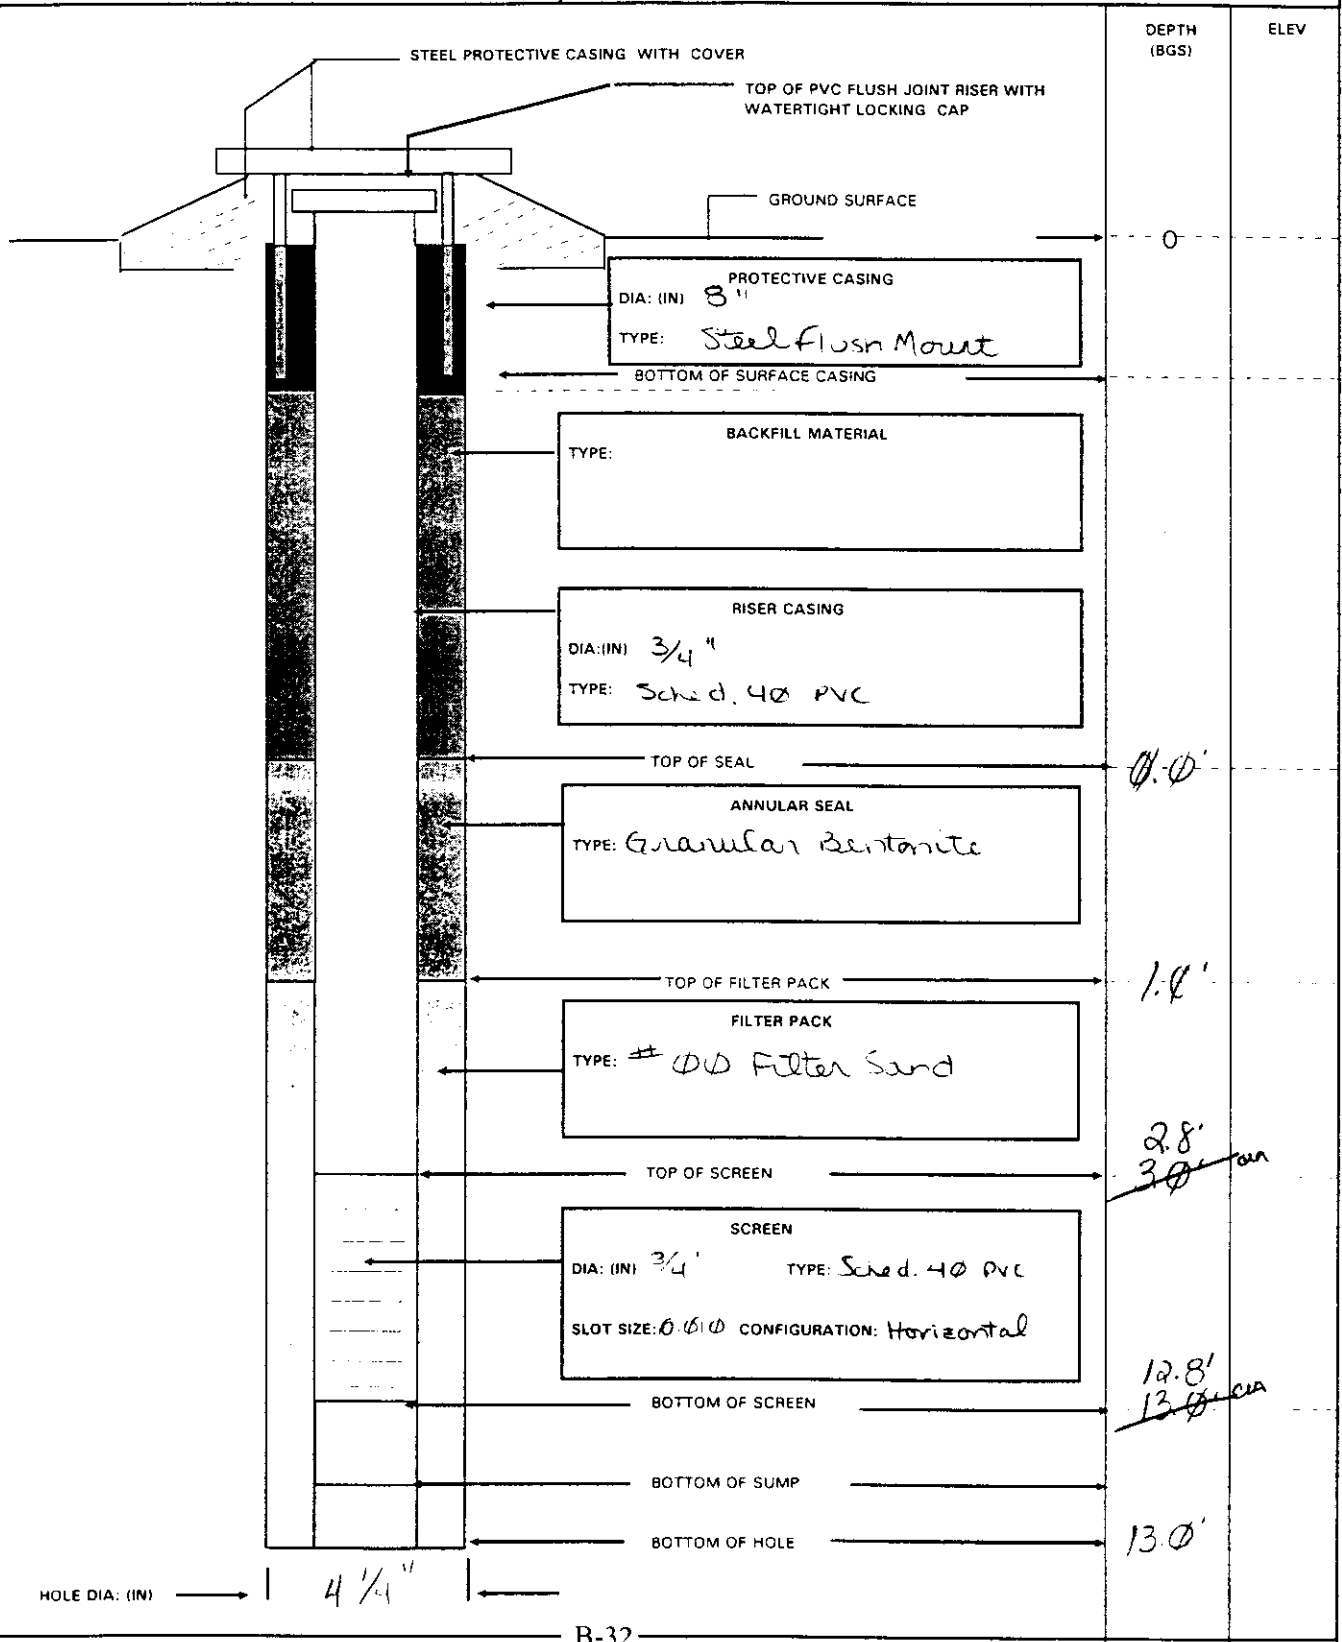 DEPTH
(BGS)
ELEV
STEEL PROTECTIVE CASING WITH COVER
TOP OF PVC FLUSH JOINT RISER WITH
WATERTIGHT LOCKING CAP
GROUND SURFACE
0
PROTECTIVE CASING
DIA: (IN) 8"
TYPE: Steel Flush Mount
BOTTOM OF SURFACE CASING
BACKFILL MATERIAL
TYPE:
RISER CASING
DIA:(IN) 3/4"
TYPE: Sched. 40 PVC
TOP OF SEAL
0.0'
ANNULAR SEAL
TYPE: Granular Bentonite
TOP OF FILTER PACK
FILTER PACK
TYPE: # 00 Filter Sand
2.8'
TOP OF SCREEN
3.0'
SCREEN
DIA: (IN) 3/4' TYPE: Sched. 40 PVC
SLOT SIZE: 0.010 CONFIGURATION: Horizontal
12.8'
BOTTOM OF SCREEN
13.0'
BOTTOM OF SUMP
BOTTOM OF HOLE
13.0'
HOLE DIA: (IN)
4 1/4"
B-32